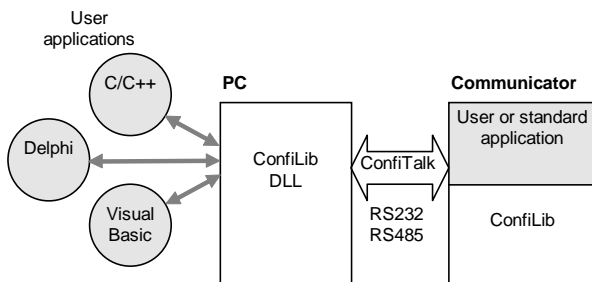 User
applications
C/C++
Delphi
Visual
Basic
PC
ConfiLib
DLL
ConfiTalk
RS232
RS485
Communicator
User or standard
application
ConfiLib